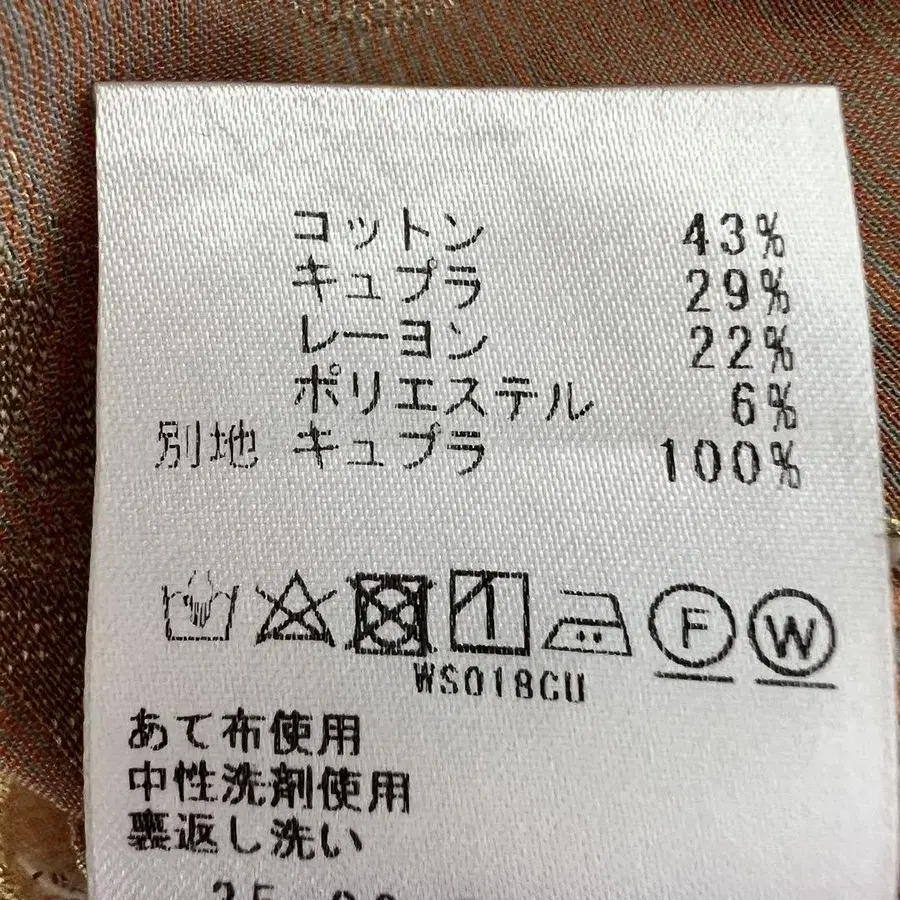 コットン 43%
キュプラ 29%
レーヨン 22%
ポリエステル 6%
別地 キュプラ 100%
F W
WS018CU
あて布使用
中性洗剤使用
裏返し洗い